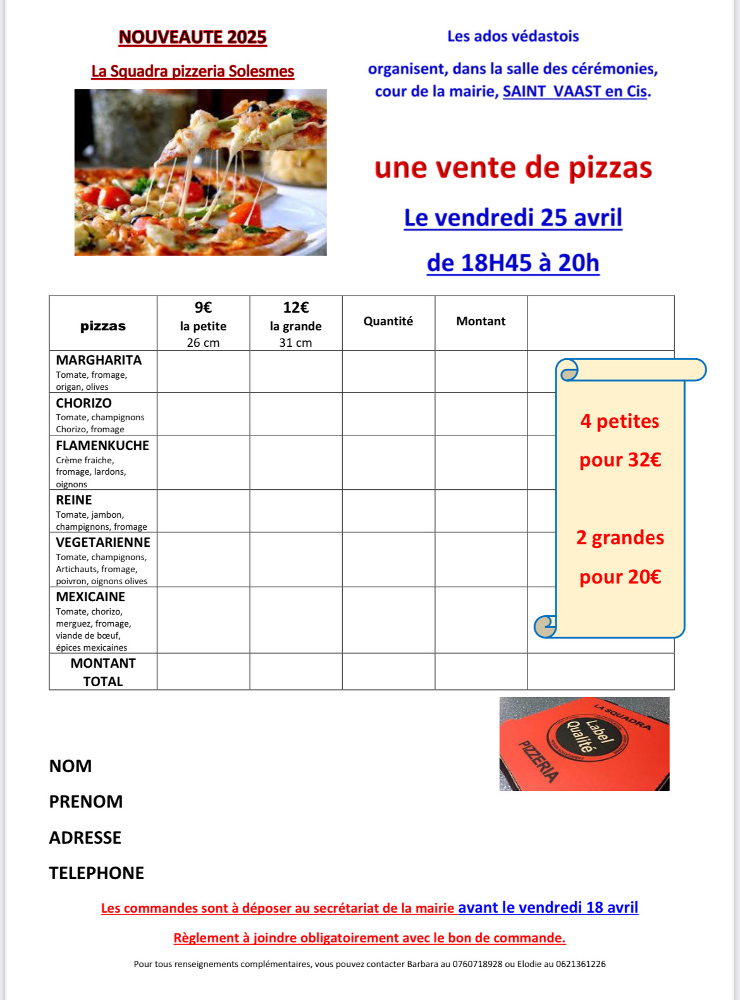 NOUVEAUTE 2025
La Squadra pizzeria Solesmes
Les ados védastois
organisent, dans la salle des cérémonies,
cour de la mairie, SAINT VAAST en Cis.
une vente de pizzas
Le vendredi 25 avril
de 18H45 à 20h
pizzas
9€
la petite
26 cm
12€
la grande
31 cm
Quantité
Montant
MARGHARITA
Tomate, fromage,
origan, olives
CHORIZO
Tomate, champignons
Chorizo, fromage
FLAMENKUCHE
Crème fraiche,
fromage, lardons,
oignons
REINE
Tomate, jambon,
champignons, fromage
VEGETARIENNE
Tomate, champignons,
Artichauts, fromage,
poivron, oignons olives
MEXICAINE
Tomate, chorizo,
merguez, fromage,
viande de bœuf,
épices mexicaines
MONTANT
TOTAL
4 petites
pour 32€
2 grandes
pour 20€
LA SQUADRA
Label
Qualité
PIZZERIA
NOM
PRENOM
ADRESSE
TELEPHONE
Les commandes sont à déposer au secrétariat de la mairie avant le vendredi 18 avril
Règlement à joindre obligatoirement avec le bon de commande.
Pour tous renseignements complémentaires, vous pouvez contacter Barbara au 0760718928 ou Elodie au 0621361226